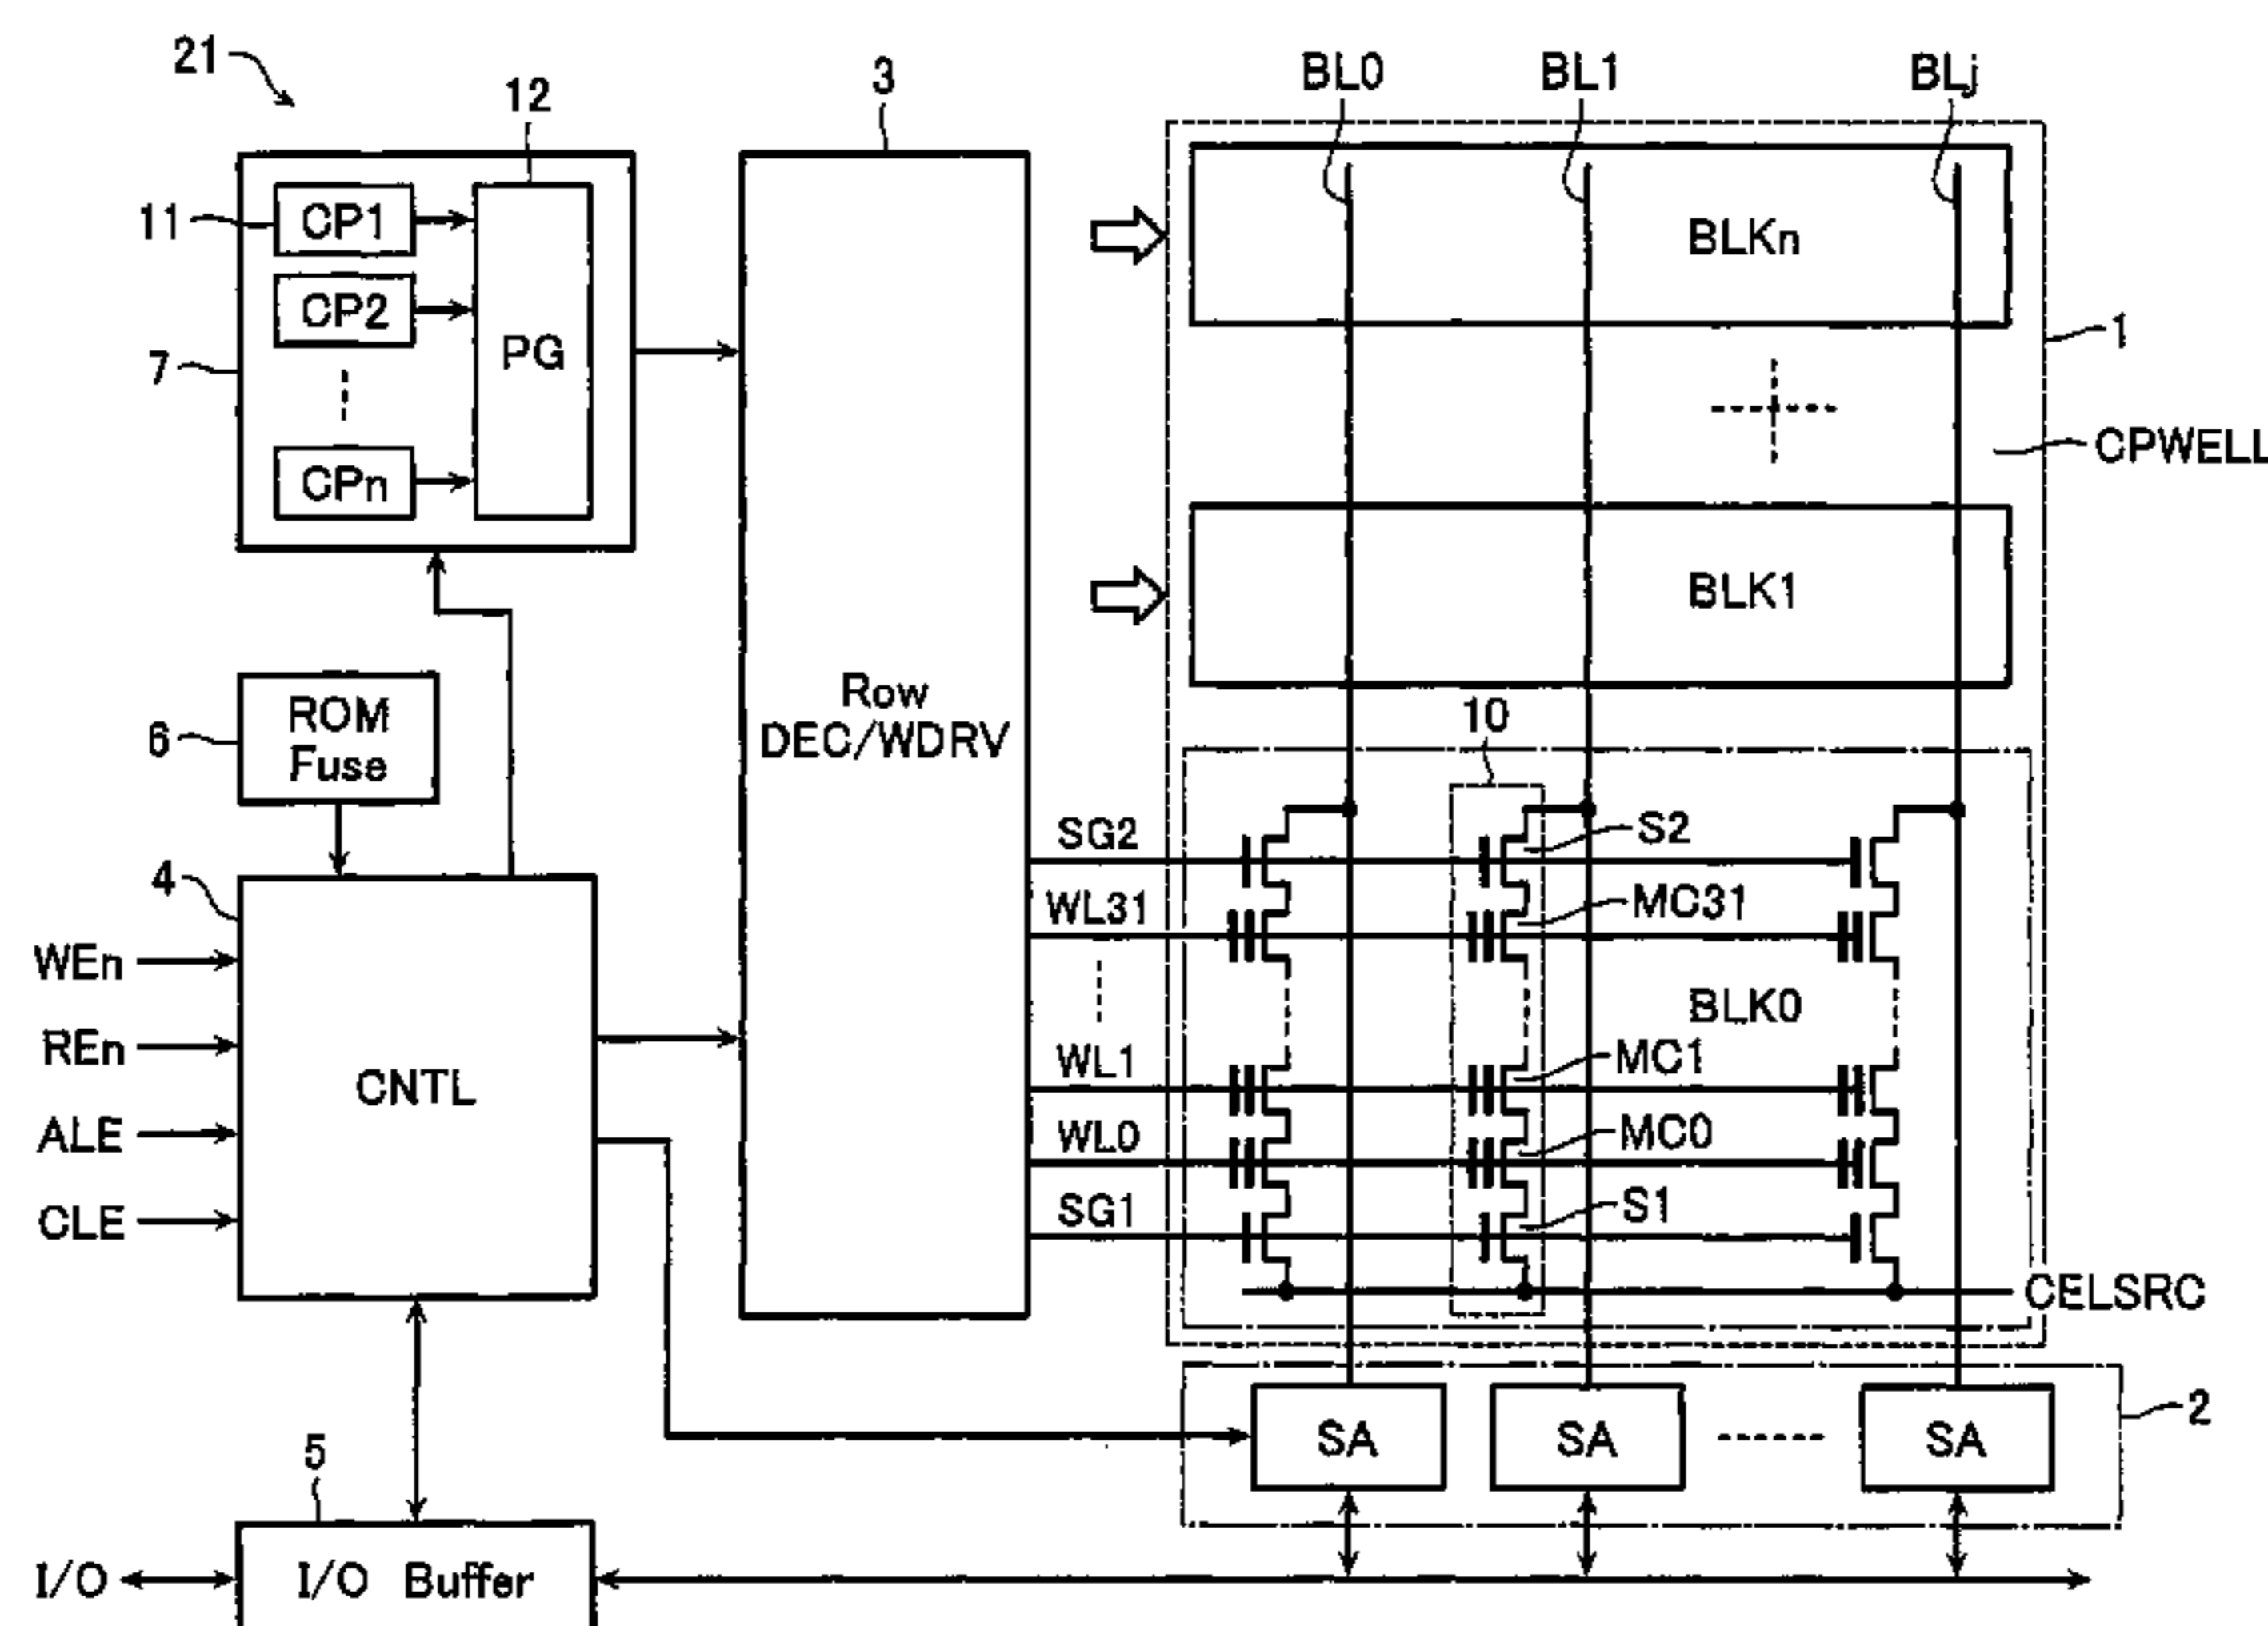 21
12
3
BL0
BL1
BLj
11
CP1
CP2
CPn
PG
7
BLKn
1
CPWELL
BLK1
ROM
Fuse
6
Row
DEC/WDRV
10
SG2
S2
4
WL31
MC31
WEn
BLK0
REn
CNTL
WL1
MC1
ALE
WL0
MC0
CLE
SG1
S1
CELSRC
SA
SA
SA
2
5
I/O
I/O Buffer